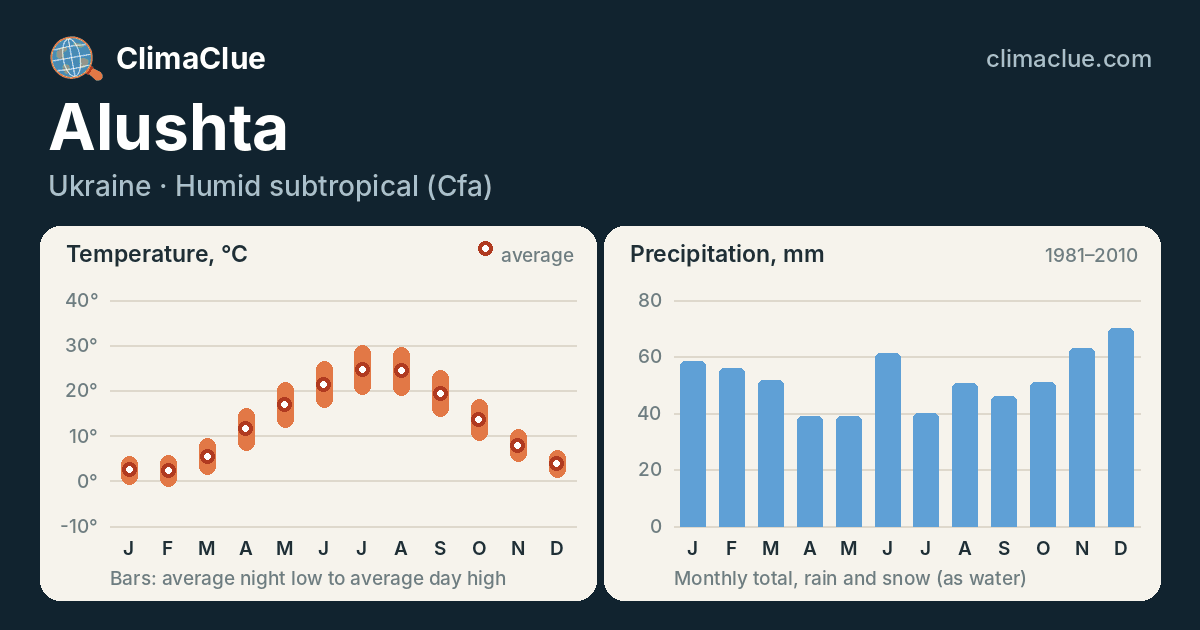 ClimaClue
climaclue.com
Alushta
Ukraine · Humid subtropical (Cfa)
Temperature, °C
average
40°
30°
20°
10°
0°
-10°
J F M A M J J A S O N D
Bars: average night low to average day high
Precipitation, mm
1981–2010
80
60
40
20
0
J F M A M J J A S O N D
Monthly total, rain and snow (as water)